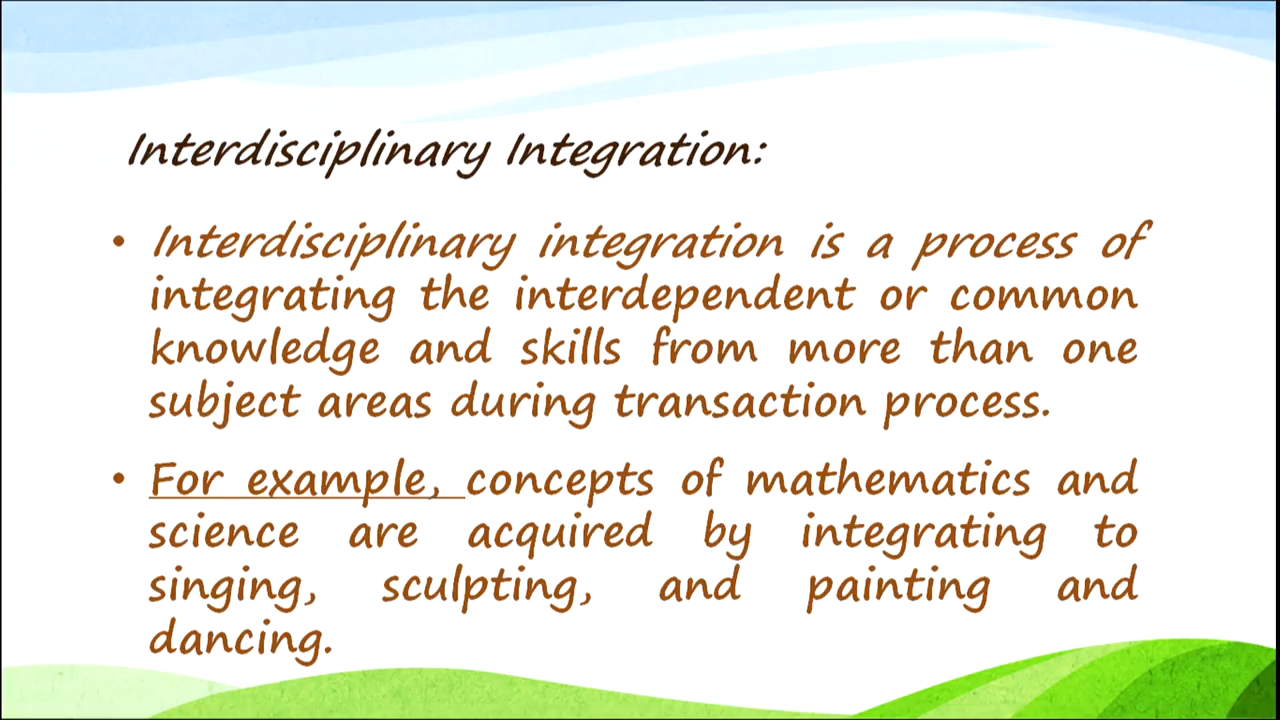 Interdisciplinary Integration:
• Interdisciplinary integration is a process of
integrating the interdependent or common
knowledge and skills from more than one
subject areas during transaction process.
• For example, concepts of mathematics and
science are acquired by integrating to
singing, sculpting, and painting and
dancing.